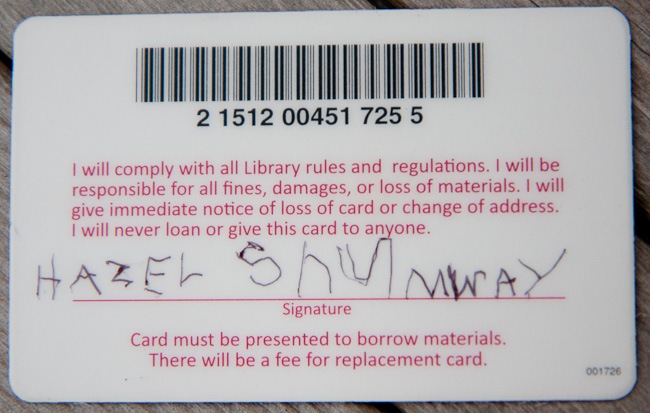 2 1512 00451 725 5
I will comply with all Library rules and regulations. I will be
responsible for all fines, damages, or loss of materials. I will
give immediate notice of loss of card or change of address.
I will never loan or give this card to anyone.
HAZEL ShUMWAY
Signature
Card must be presented to borrow materials.
There will be a fee for replacement card.
001726